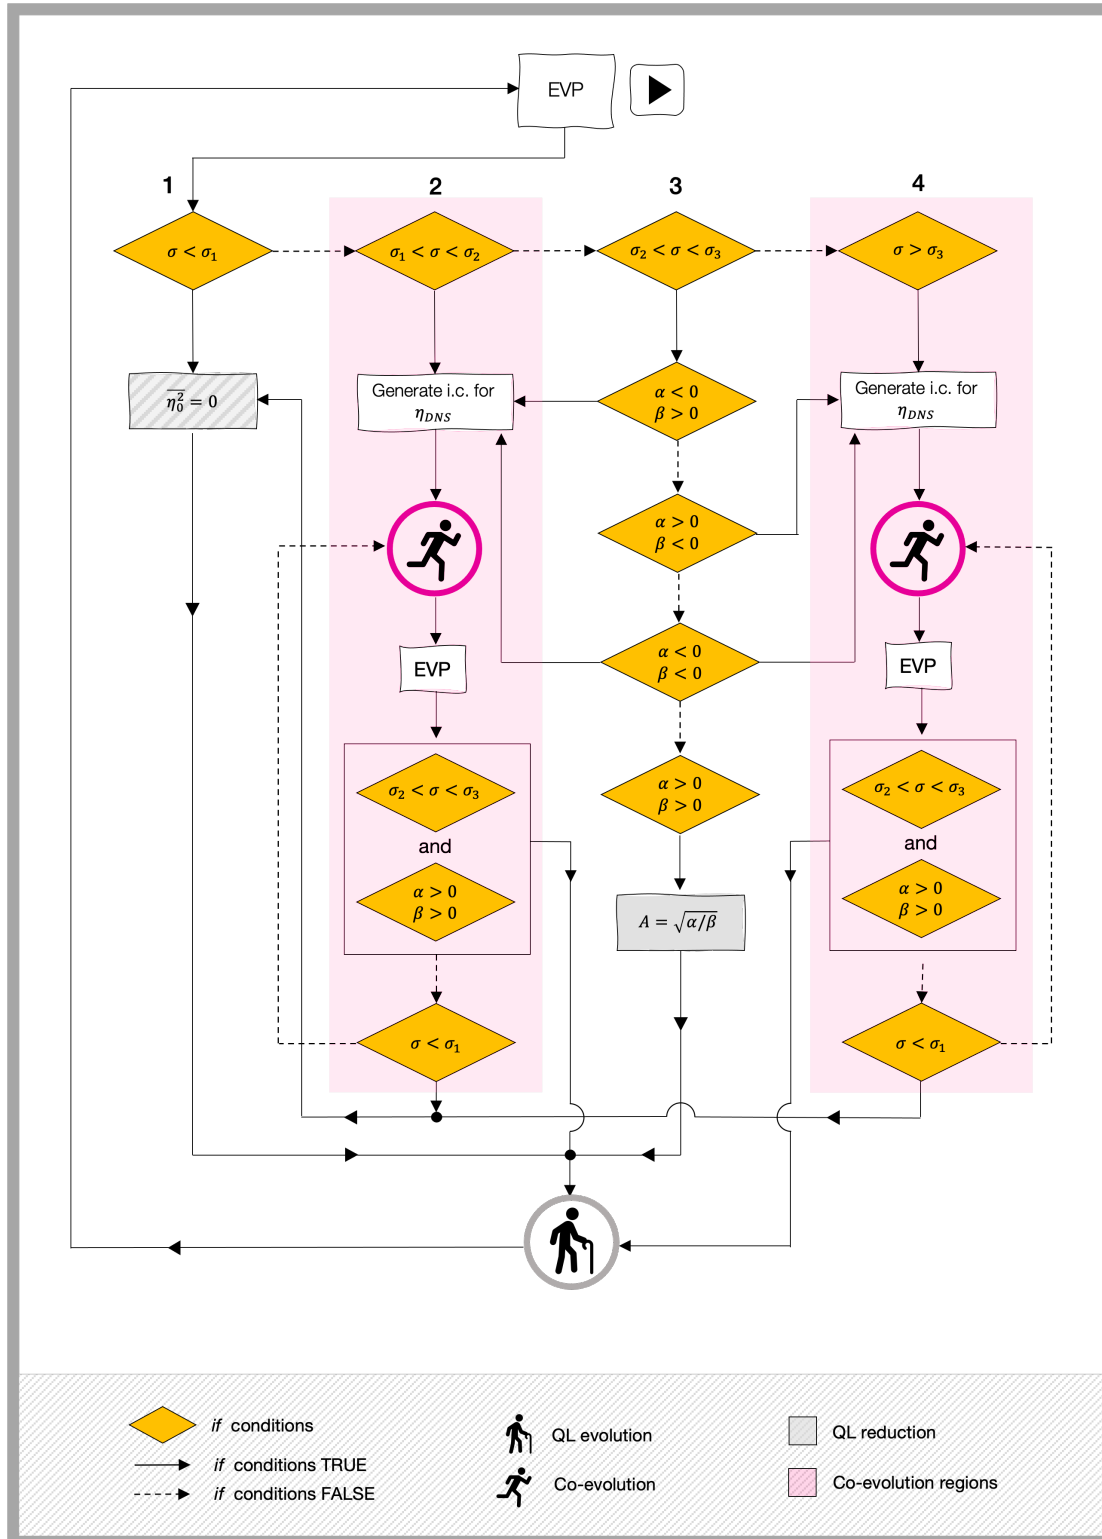 EVP
1
2
3
4
σ < σ₁
σ₁ < σ < σ₂
σ₂ < σ < σ₃
σ > σ₃
$\overline{\eta_0^2} = 0$
Generate i.c. for
η_DNS
α < 0
β > 0
Generate i.c. for
η_DNS
α > 0
β < 0
α < 0
β < 0
EVP
EVP
σ₂ < σ < σ₃
and
α > 0
β > 0
α > 0
β > 0
σ₂ < σ < σ₃
and
α > 0
β > 0
A = √α/β
σ < σ₁
σ < σ₁
if conditions
if conditions TRUE
if conditions FALSE
QL evolution
Co-evolution
QL reduction
Co-evolution regions